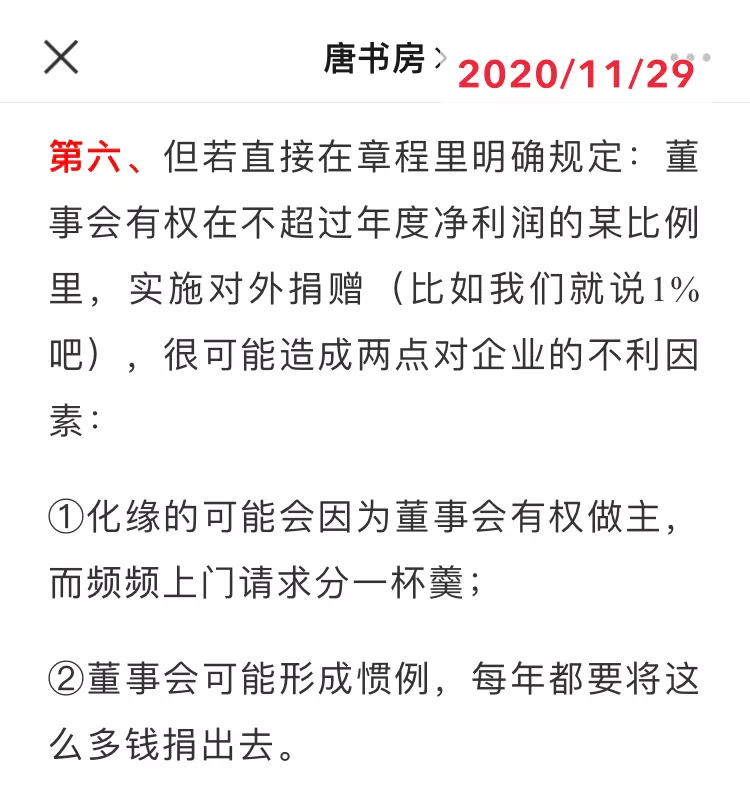 唐书房
2020/11/29
第六、但若直接在章程里明确规定：董
事会有权在不超过年度净利润的某比例
里，实施对外捐赠（比如我们就说1%
吧），很可能造成两点对企业的不利因
素：
①化缘的可能会因为董事会有权做主，
而频频上门请求分一杯羹；
②董事会可能形成惯例，每年都要将这
么多钱捐出去。